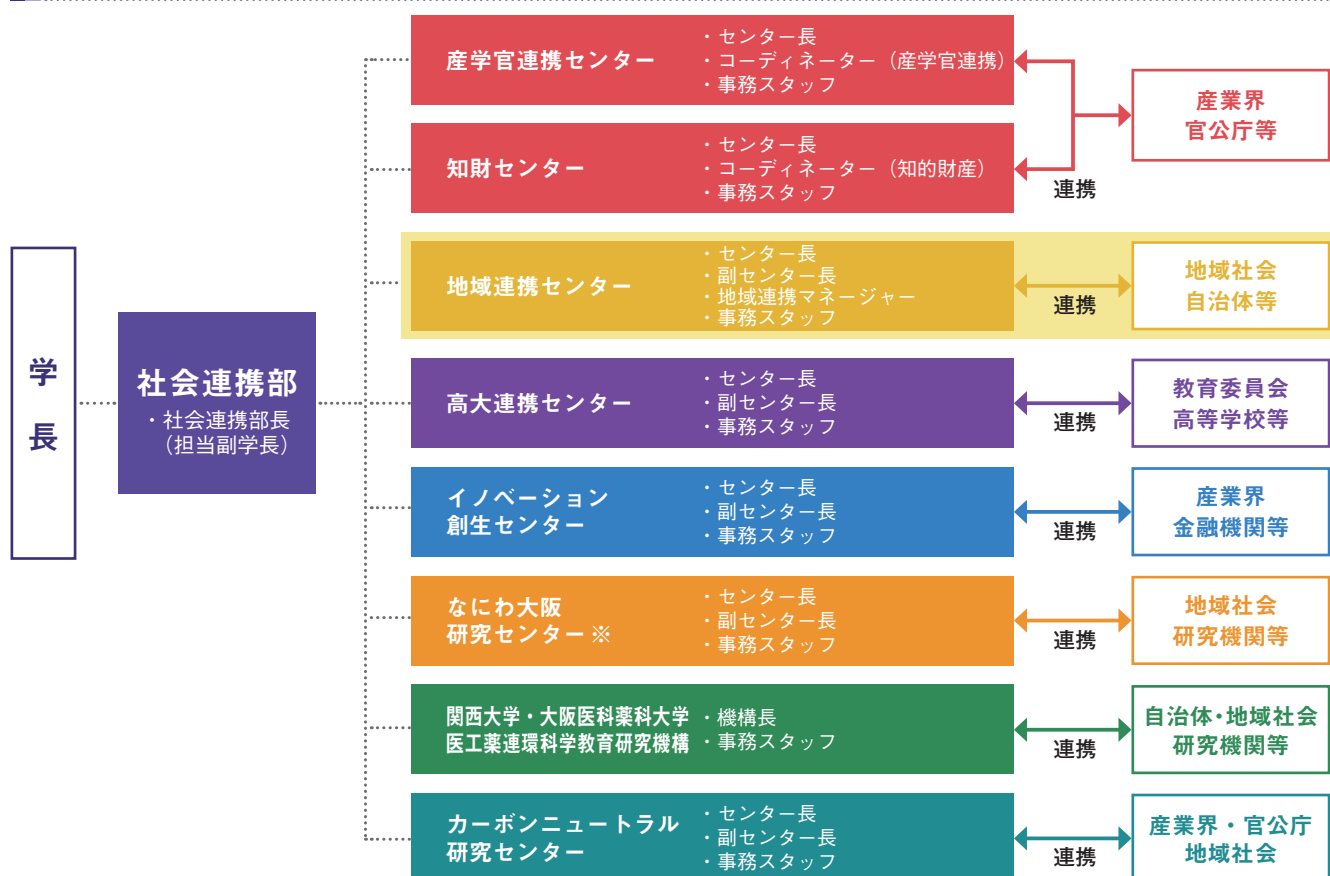 学
長
社会連携部
・社会連携部長
（担当副学長）
産学官連携センター
・センター長
・コーディネーター（産学官連携）
・事務スタッフ
知財センター
・センター長
・コーディネーター（知的財産）
・事務スタッフ
連携
産業界
官公庁等
地域連携センター
・センター長
・副センター長
・地域連携マネージャー
・事務スタッフ
連携
地域社会
自治体等
高大連携センター
・センター長
・副センター長
・事務スタッフ
連携
教育委員会
高等学校等
イノベーション
創生センター
・センター長
・副センター長
・事務スタッフ
連携
産業界
金融機関等
なにわ大阪
研究センター※
・センター長
・副センター長
・事務スタッフ
連携
地域社会
研究機関等
関西大学・大阪医科薬科大学
医工薬連環科学教育研究機構
・機構長
・事務スタッフ
連携
自治体・地域社会
研究機関等
カーボンニュートラル
研究センター
・センター長
・副センター長
・事務スタッフ
連携
産業界・官公庁
地域社会